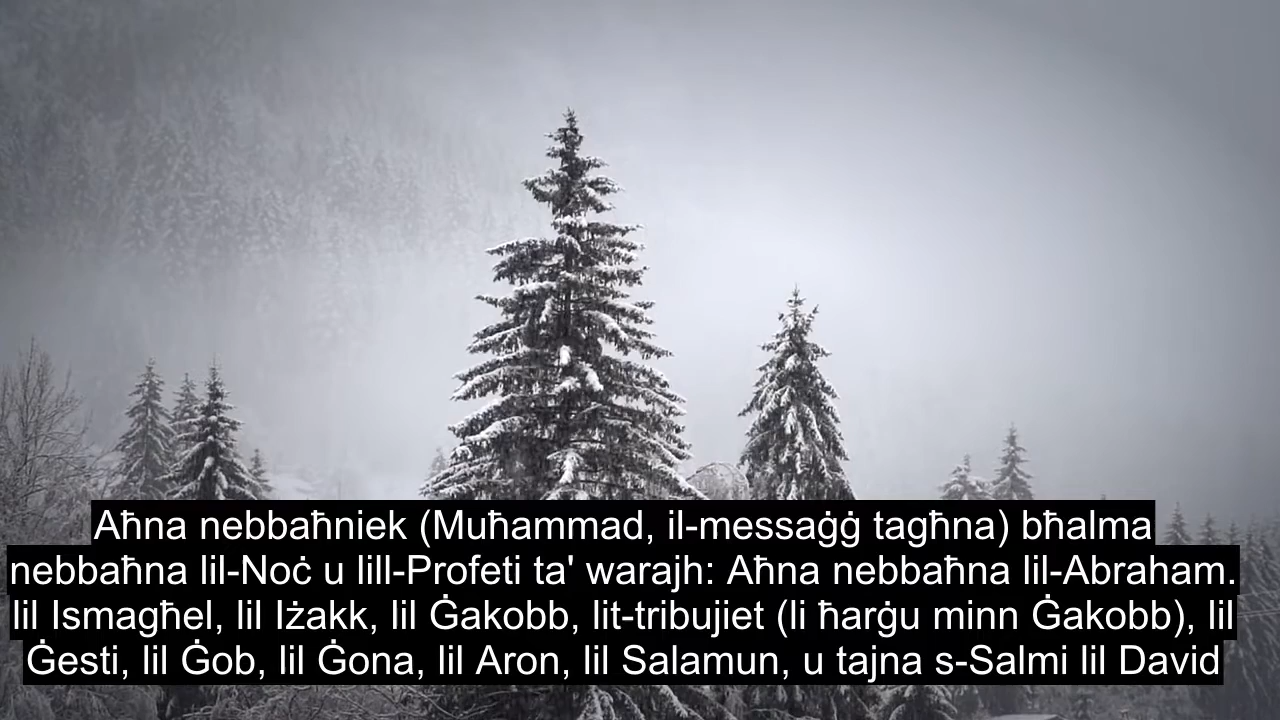 Aħna nebbaħniek (Muħammad, il-messaġġ tagħna) bħalma
nebbaħna lil-Noċ u lill-Profeti ta' warajh: Aħna nebbaħna lil-Abraham.
lil Ismagħel, lil Iżakk, lil Ġakobb, lit-tribujiet (li ħarġu minn Ġakobb), lil
Ġesti, lil Ġob, lil Ġona, lil Aron, lil Salamun, u tajna s-Salmi lil David